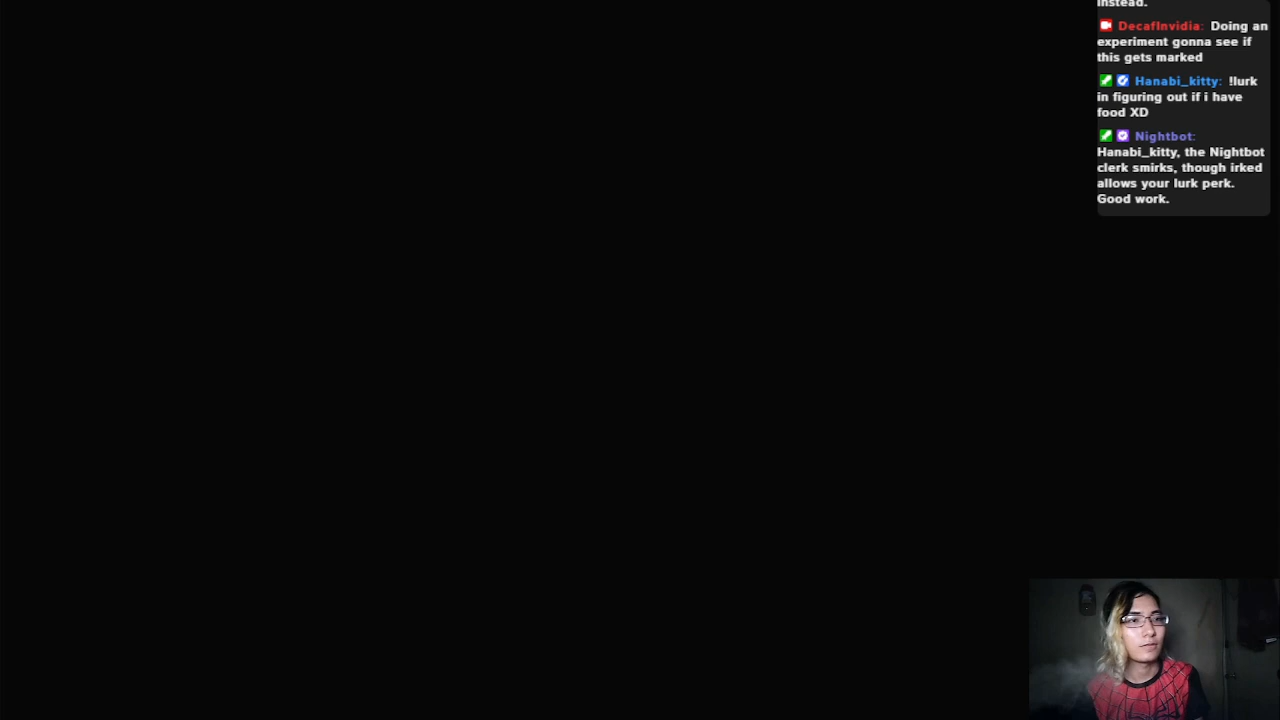 instead.
DecafInvidia: Doing an
experiment gonna see if
this gets marked
Hanabi_kitty: !lurk
in figuring out if i have
food XD
Nightbot:
Hanabi_kitty, the Nightbot
clerk smirks, though irked
allows your lurk perk.
Good work.